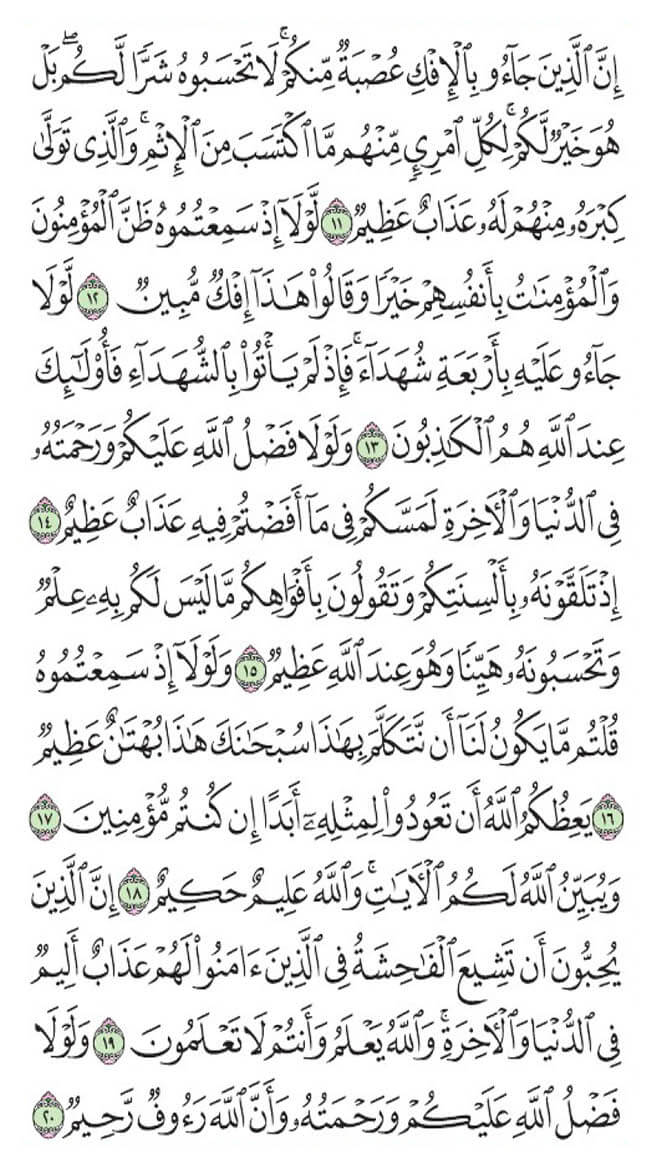 إِنَّ ٱلَّذِينَ جَآءُو بِٱلْإِفْكِ عُصْبَةٌ مِّنكُمْ ۚ لَا تَحْسَبُوهُ شَرًّا لَّكُم ۖ بَلْ
هُوَ خَيْرٌ لَّكُمْ ۚ لِكُلِّ ٱمْرِئٍ مِّنْهُم مَّا ٱكْتَسَبَ مِنَ ٱلْإِثْمِ ۚ وَٱلَّذِى تَوَلَّىٰ
كِبْرَهُۥ مِنْهُمْ لَهُۥ عَذَابٌ عَظِيمٌ ١١ لَّوْلَآ إِذْ سَمِعْتُمُوهُ ظَنَّ ٱلْمُؤْمِنُونَ
وَٱلْمُؤْمِنَـٰتُ بِأَنفُسِهِمْ خَيْرًا وَقَالُوا۟ هَـٰذَآ إِفْكٌ مُّبِينٌ ١٢ لَّوْلَا
جَآءُو عَلَيْهِ بِأَرْبَعَةِ شُهَدَآءَ ۚ فَإِذْ لَمْ يَأْتُوا۟ بِٱلشُّهَدَآءِ فَأُو۟لَـٰٓئِكَ
عِندَ ٱللَّهِ هُمُ ٱلْكَـٰذِبُونَ ١٣ وَلَوْلَا فَضْلُ ٱللَّهِ عَلَيْكُمْ وَرَحْمَتُهُۥ
فِى ٱلدُّنْيَا وَٱلْـَٔاخِرَةِ لَمَسَّكُمْ فِى مَآ أَفَضْتُمْ فِيهِ عَذَابٌ عَظِيمٌ ١٤
إِذْ تَلَقَّوْنَهُۥ بِأَلْسِنَتِكُمْ وَتَقُولُونَ بِأَفْوَاهِكُم مَّا لَيْسَ لَكُم بِهِۦ عِلْمٌ
وَتَحْسَبُونَهُۥ هَيِّنًا وَهُوَ عِندَ ٱللَّهِ عَظِيمٌ ١٥ وَلَوْلَآ إِذْ سَمِعْتُمُوهُ
قُلْتُم مَّا يَكُونُ لَنَآ أَن نَّتَكَلَّمَ بِهَـٰذَا سُبْحَـٰنَكَ هَـٰذَا بُهْتَـٰنٌ عَظِيمٌ
١٦ يَعِظُكُمُ ٱللَّهُ أَن تَعُودُوا۟ لِمِثْلِهِۦٓ أَبَدًا إِن كُنتُم مُّؤْمِنِينَ ١٧
وَيُبَيِّنُ ٱللَّهُ لَكُمُ ٱلْـَٔايَـٰتِ ۚ وَٱللَّهُ عَلِيمٌ حَكِيمٌ ١٨ إِنَّ ٱلَّذِينَ
يُحِبُّونَ أَن تَشِيعَ ٱلْفَـٰحِشَةُ فِى ٱلَّذِينَ ءَامَنُوا۟ لَهُمْ عَذَابٌ أَلِيمٌ
فِى ٱلدُّنْيَا وَٱلْـَٔاخِرَةِ ۚ وَٱللَّهُ يَعْلَمُ وَأَنتُمْ لَا تَعْلَمُونَ ١٩ وَلَوْلَا
فَضْلُ ٱللَّهِ عَلَيْكُمْ وَرَحْمَتُهُۥ وَأَنَّ ٱللَّهَ رَءُوفٌ رَّحِيمٌ ٢٠